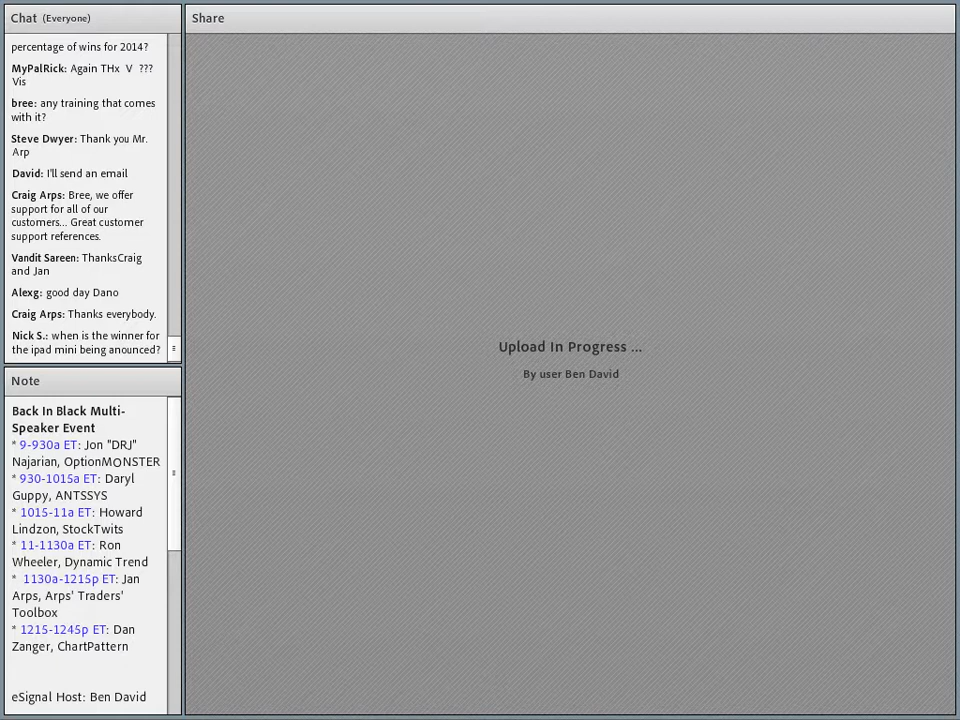 Chat (Everyone)
percentage of wins for 2014?
MyPalRick: Again THx V ???
Vis
bree: any training that comes
with it?
Steve Dwyer: Thank you Mr.
Arp
David: I'll send an email
Craig Arps: Bree, we offer
support for all of our
customers... Great customer
support references.
Vandit Sareen: ThanksCraig
and Jan
Alexg: good day Dano
Craig Arps: Thanks everybody.
Nick S.: when is the winner for
the ipad mini being anounced?
Note
Back In Black Multi-
Speaker Event
* 9-930a ET: Jon "DRJ"
Najarian, OptionMONSTER
* 930-1015a ET: Daryl
Guppy, ANTSSYS
* 1015-11a ET: Howard
Lindzon, StockTwits
* 11-1130a ET: Ron
Wheeler, Dynamic Trend
* 1130a-1215p ET: Jan
Arps, Arps' Traders'
Toolbox
* 1215-1245p ET: Dan
Zanger, ChartPattern
eSignal Host: Ben David
Share
Upload In Progress ...
By user Ben David